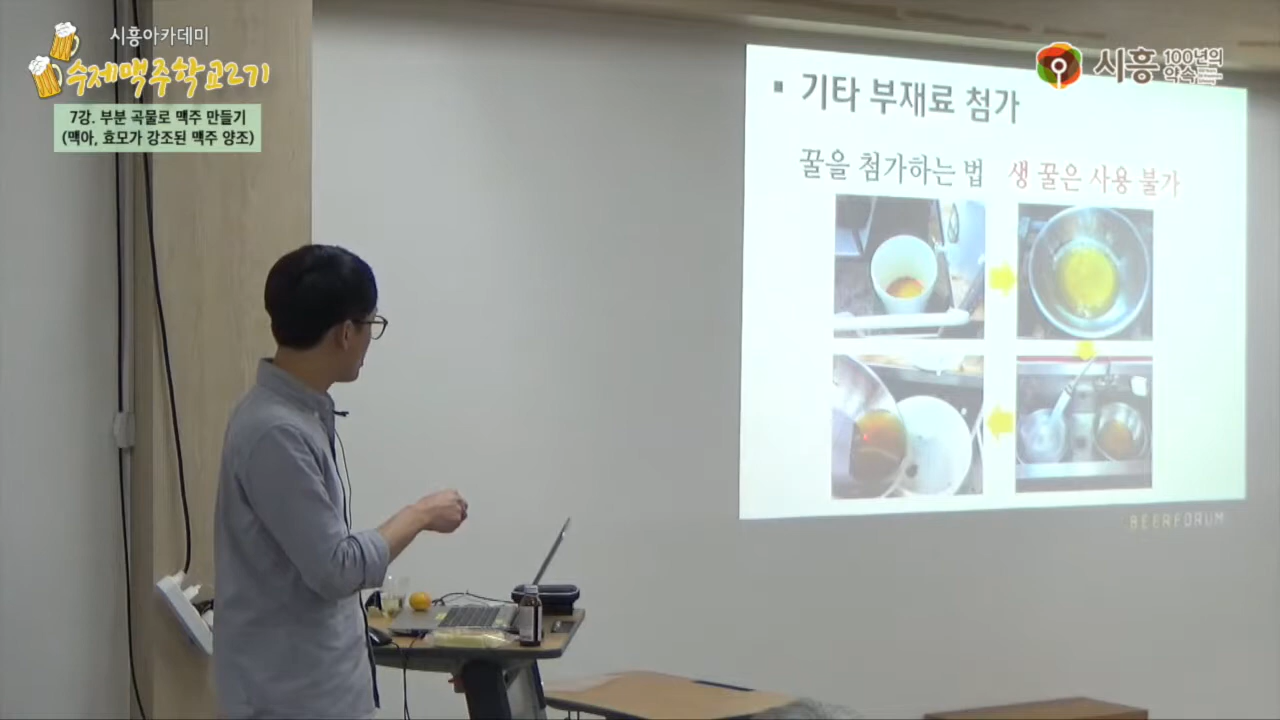 시흥아카데미
수제맥주학교2기
7강. 부분 곡물로 맥주 만들기
(맥아, 효모가 강조된 맥주 양조)
시흥 100년의
약속
▪ 기타 부재료 첨가
꿀을 첨가하는 법 생 꿀은 사용 불가
BEERFORUM